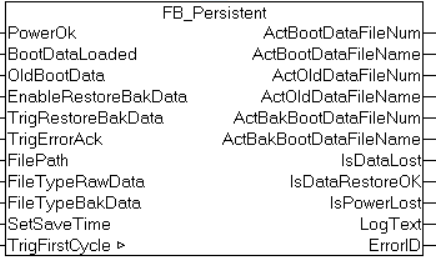 FB_Persistent
PowerOk ActBootDataFileNum
BootDataLoaded ActBootDataFileName
OldBootData ActOldDataFileNum
EnableRestoreBakData ActOldDataFileName
TrigRestoreBakData ActBakBootDataFileNum
TrigErrorAck ActBakBootDataFileName
FilePath IsDataLost
FileTypeRawData IsDataRestoreOK
FileTypeBakData IsPowerLost
SetSaveTime LogText
TrigFirstCycle ▹ ErrorID